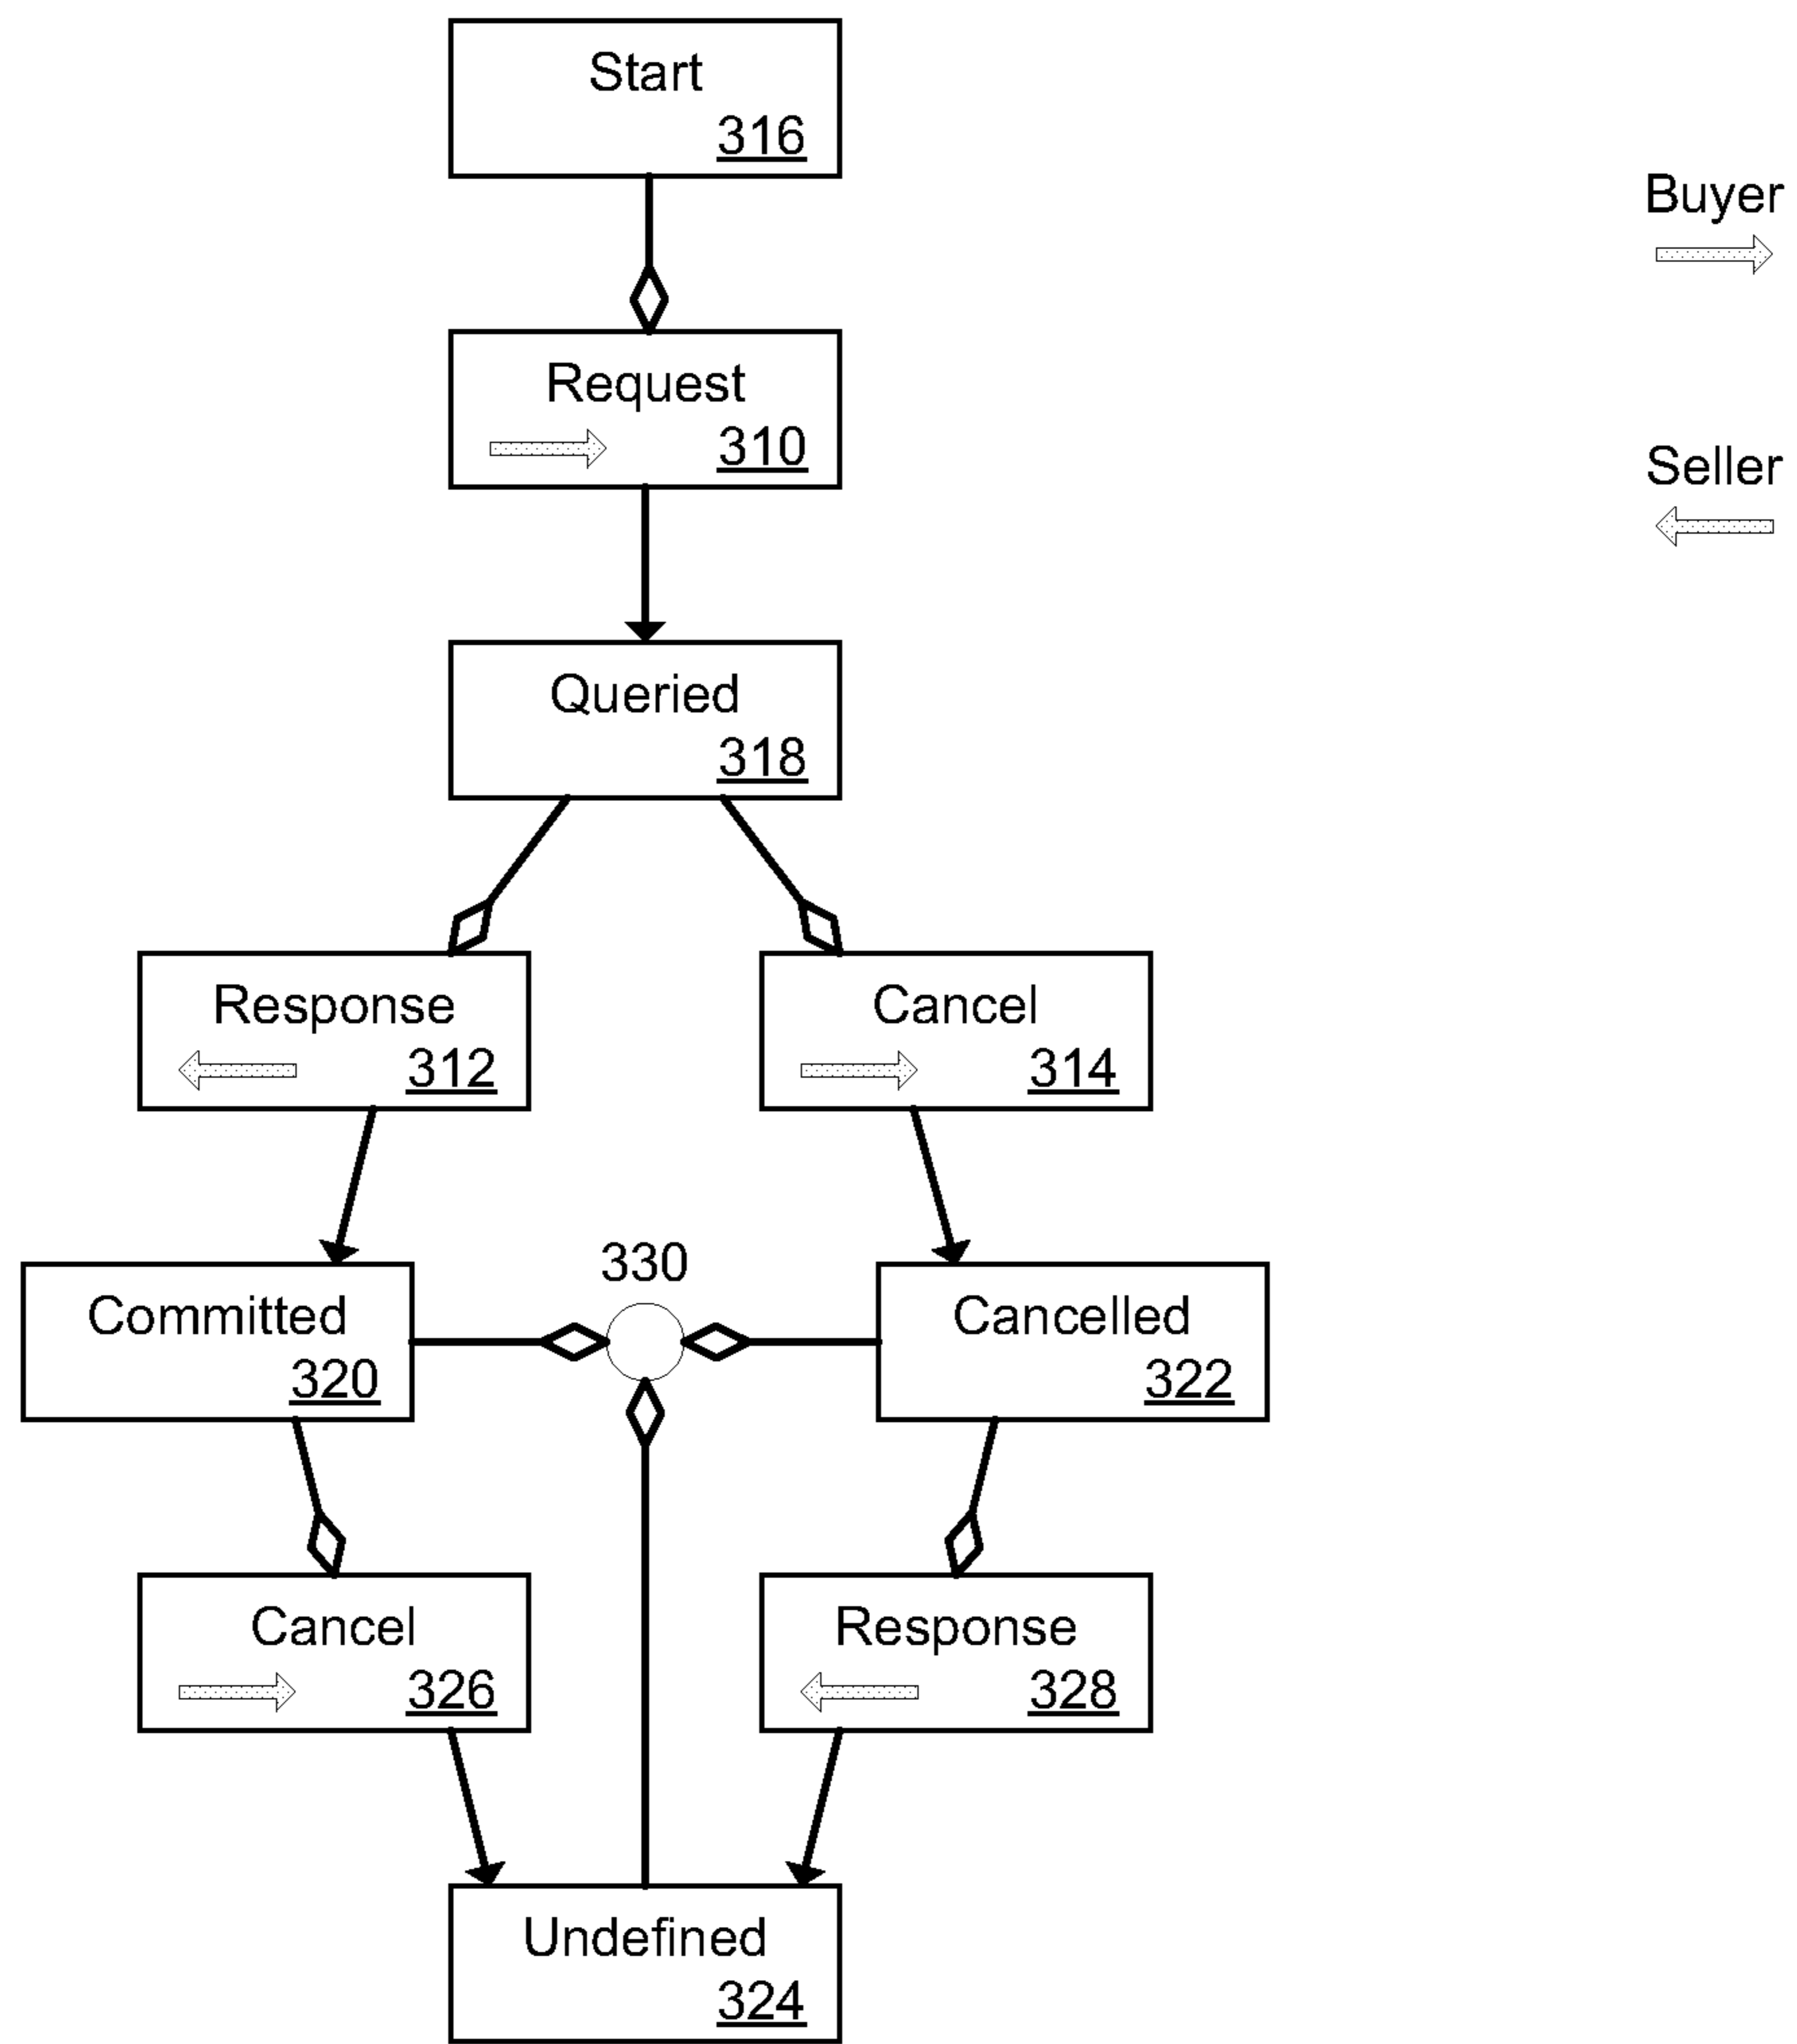 Start
316
Buyer
Request
310
Seller
Queried
318
Response
312
Cancel
314
330
Committed
320
Cancelled
322
Cancel
326
Response
328
Undefined
324